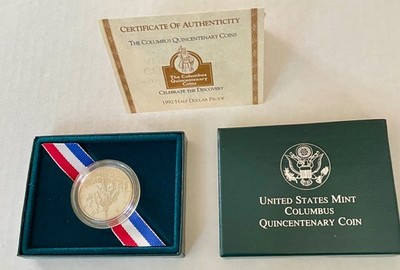 CERTIFICATE OF AUTHENTICITY
THE COLUMBUS QUINCENTENARY COINS
The Columbus
Quincentenary
Coins
CELEBRATE THE DISCOVERY
1992 HALF DOLLAR PROOF
UNITED STATES MINT
COLUMBUS
QUINCENTENARY COIN